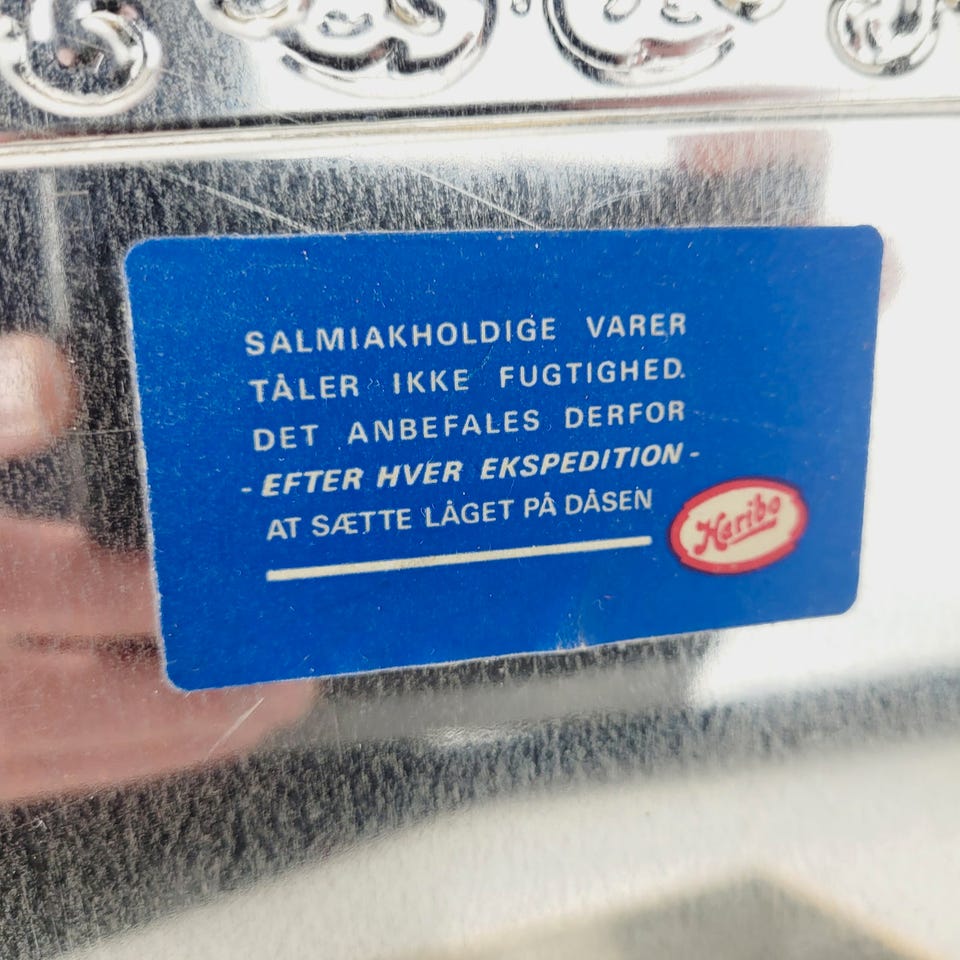 SALMIAKHOLDIGE VARER
TÅLER IKKE FUGTIGHED.
DET ANBEFALES DERFOR
- EFTER HVER EKSPEDITION -
AT SÆTTE LÅGET PÅ DÅSEN
Haribo